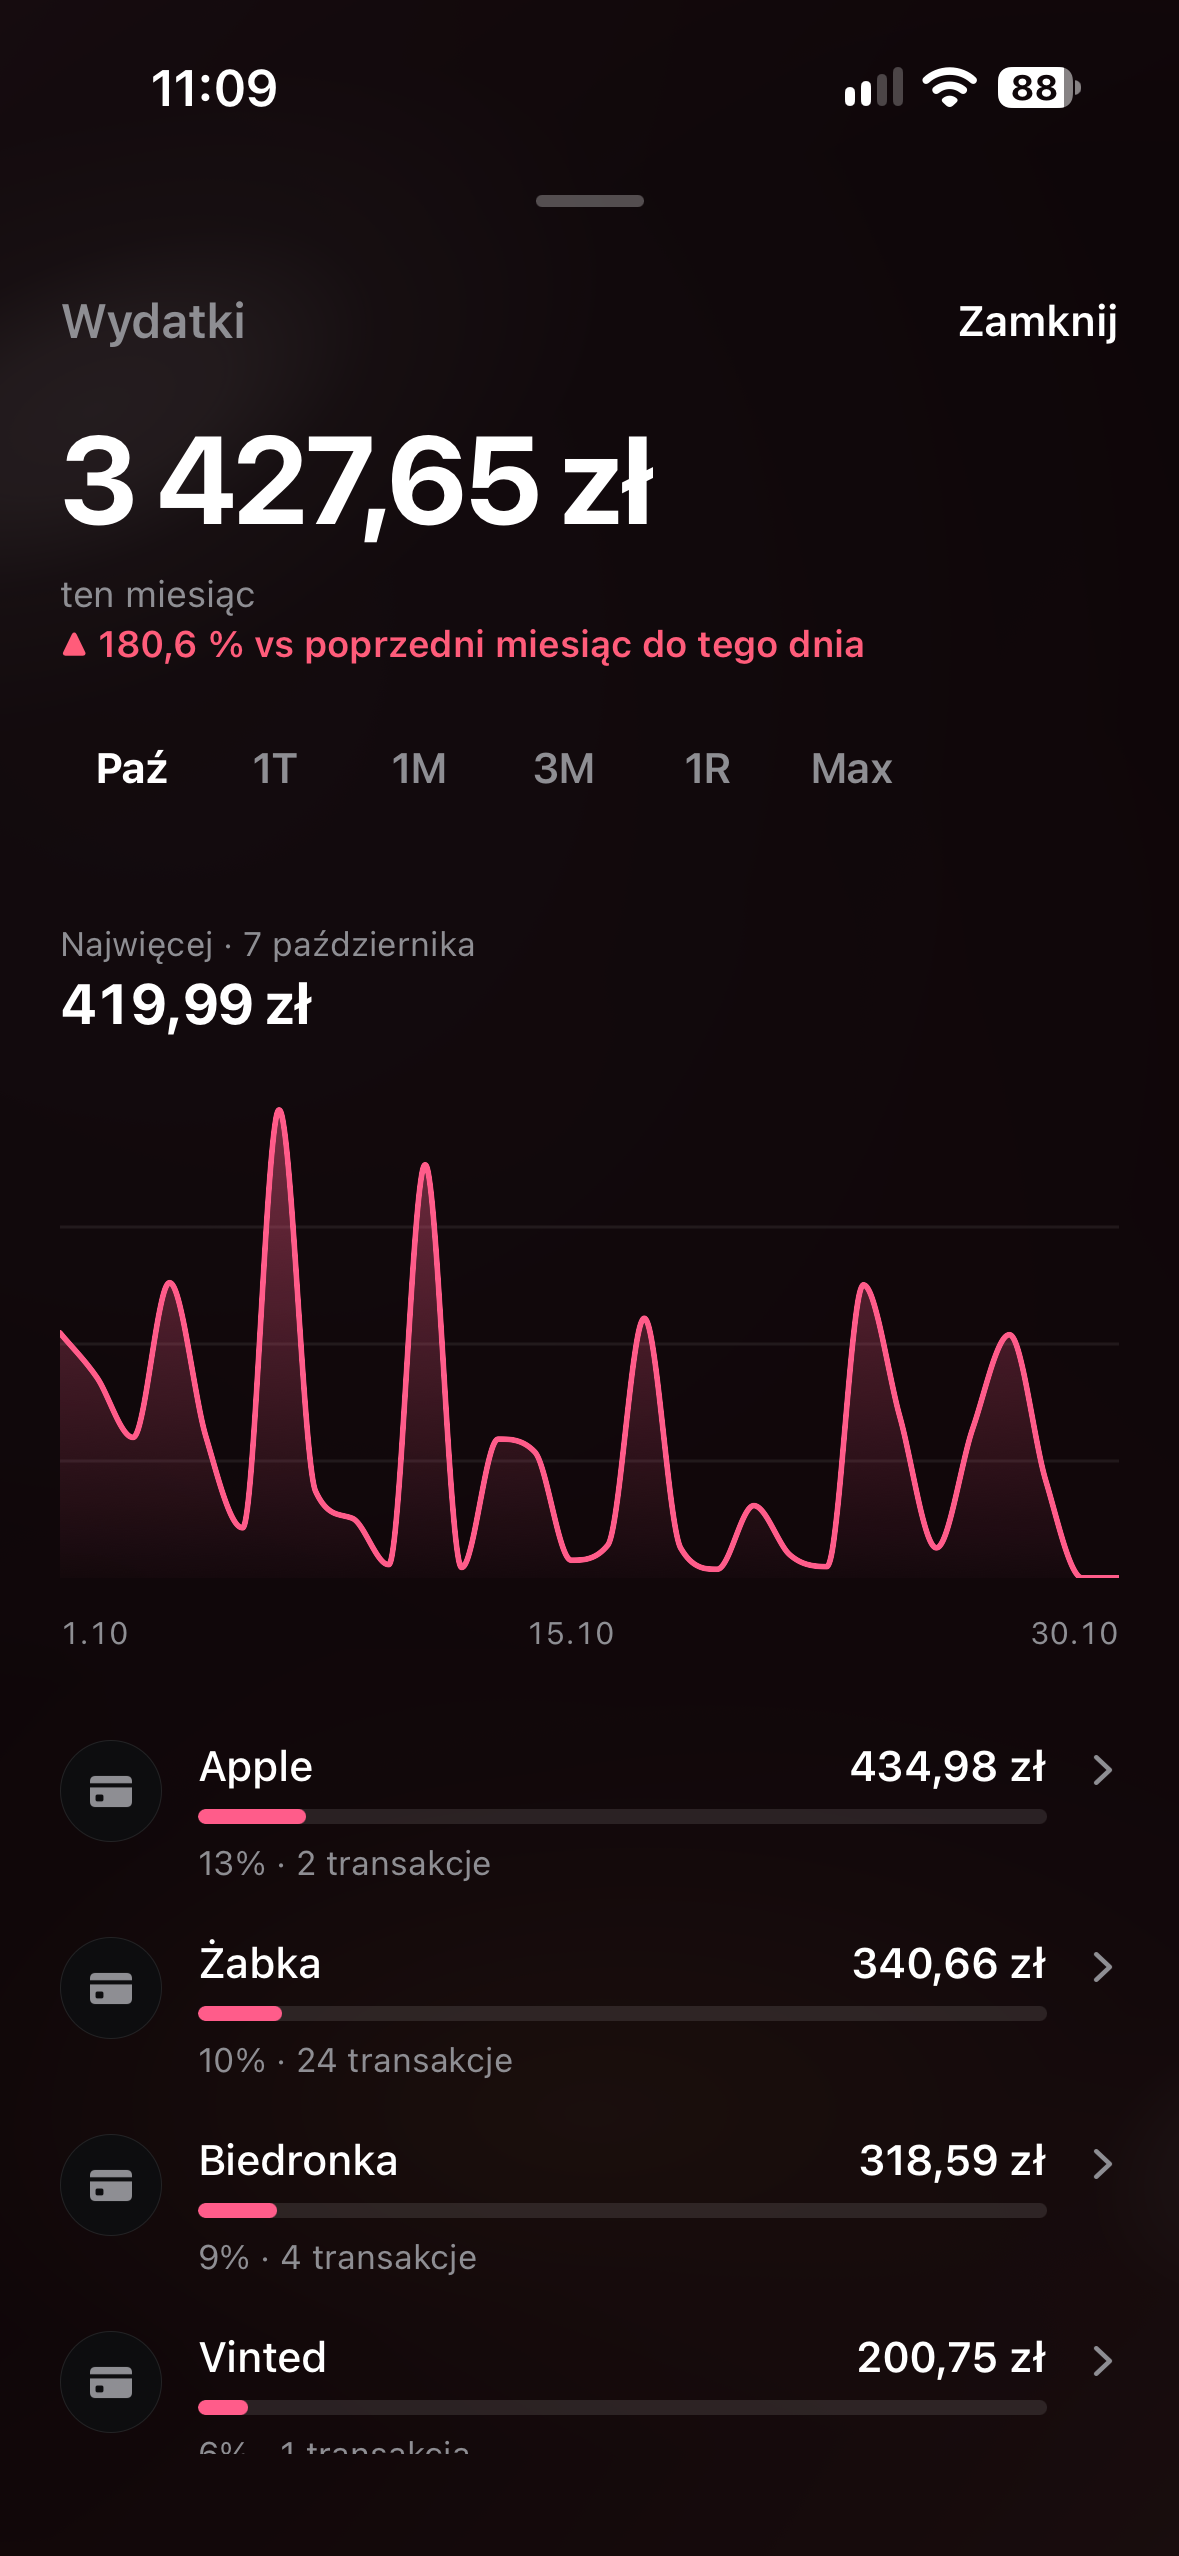 11:09
88
Wydatki
Zamknij
3 427,65 zł
ten miesiąc
▲ 180,6 % vs poprzedni miesiąc do tego dnia
Paź 1T 1M 3M 1R Max
Najwięcej · 7 października
419,99 zł
1.10 15.10 30.10
Apple 434,98 zł
13% · 2 transakcje
Żabka 340,66 zł
10% · 24 transakcje
Biedronka 318,59 zł
9% · 4 transakcje
Vinted 200,75 zł
6% · 1 transakcja